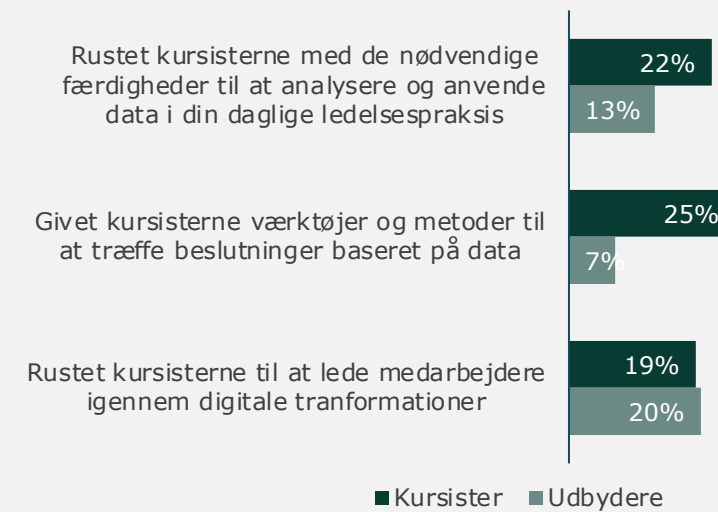 Rustet kursisterne med de nødvendige
færdigheder til at analysere og anvende
data i din daglige ledelsespraksis
22%
13%
Givet kursisterne værktøjer og metoder til
at træffe beslutninger baseret på data
25%
7%
Rustet kursisterne til at lede medarbejdere
igennem digitale tranformationer
19%
20%
Kursister Udbydere